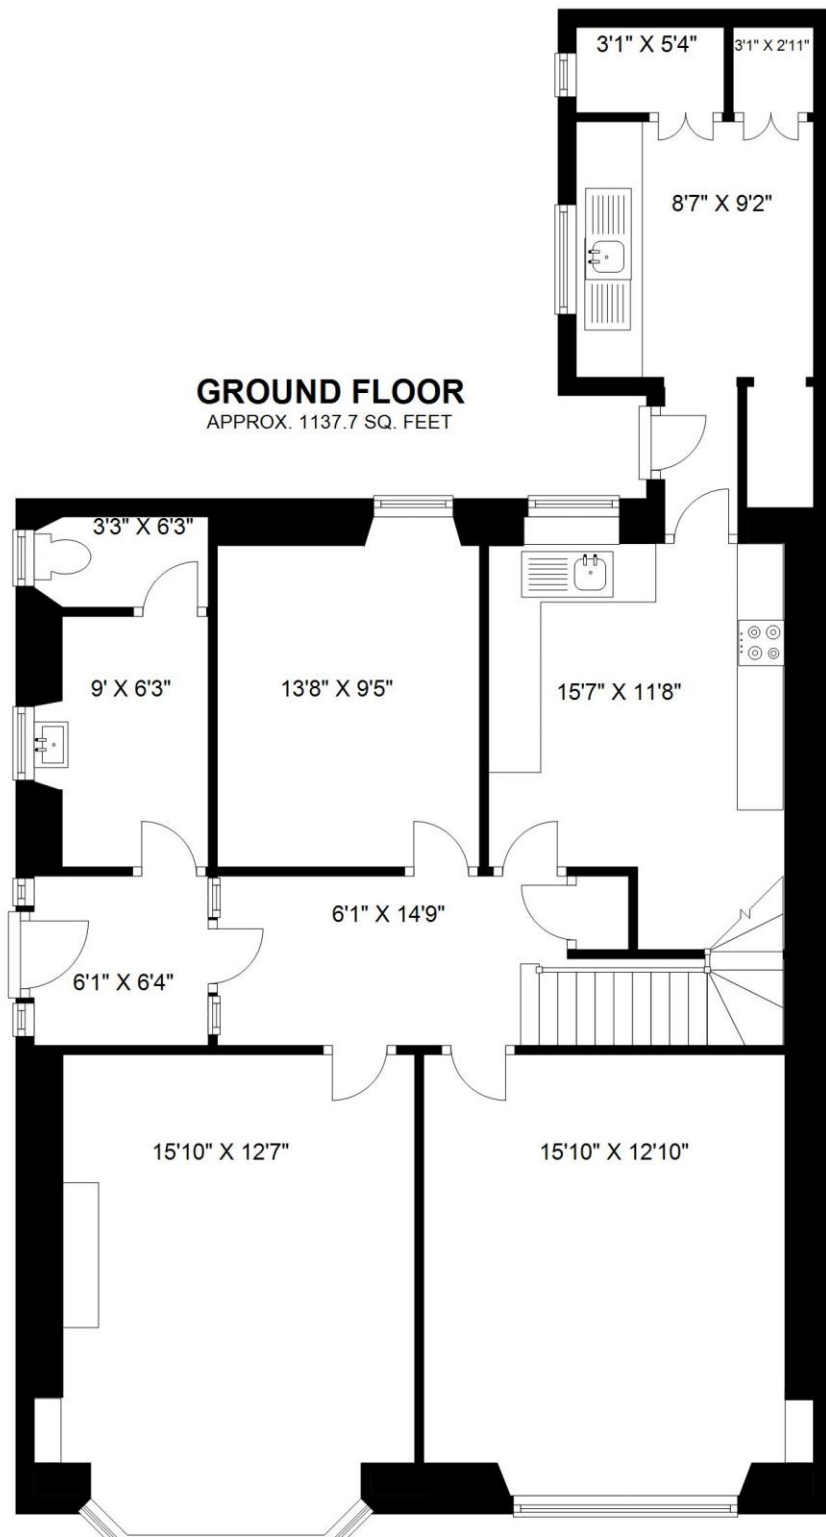 3'1" X 5'4"
3'1" X 2'11"
8'7" X 9'2"
GROUND FLOOR
APPROX. 1137.7 SQ. FEET
3'3" X 6'3"
9' X 6'3"
13'8" X 9'5"
15'7" X 11'8"
6'1" X 14'9"
6'1" X 6'4"
15'10" X 12'7"
15'10" X 12'10"